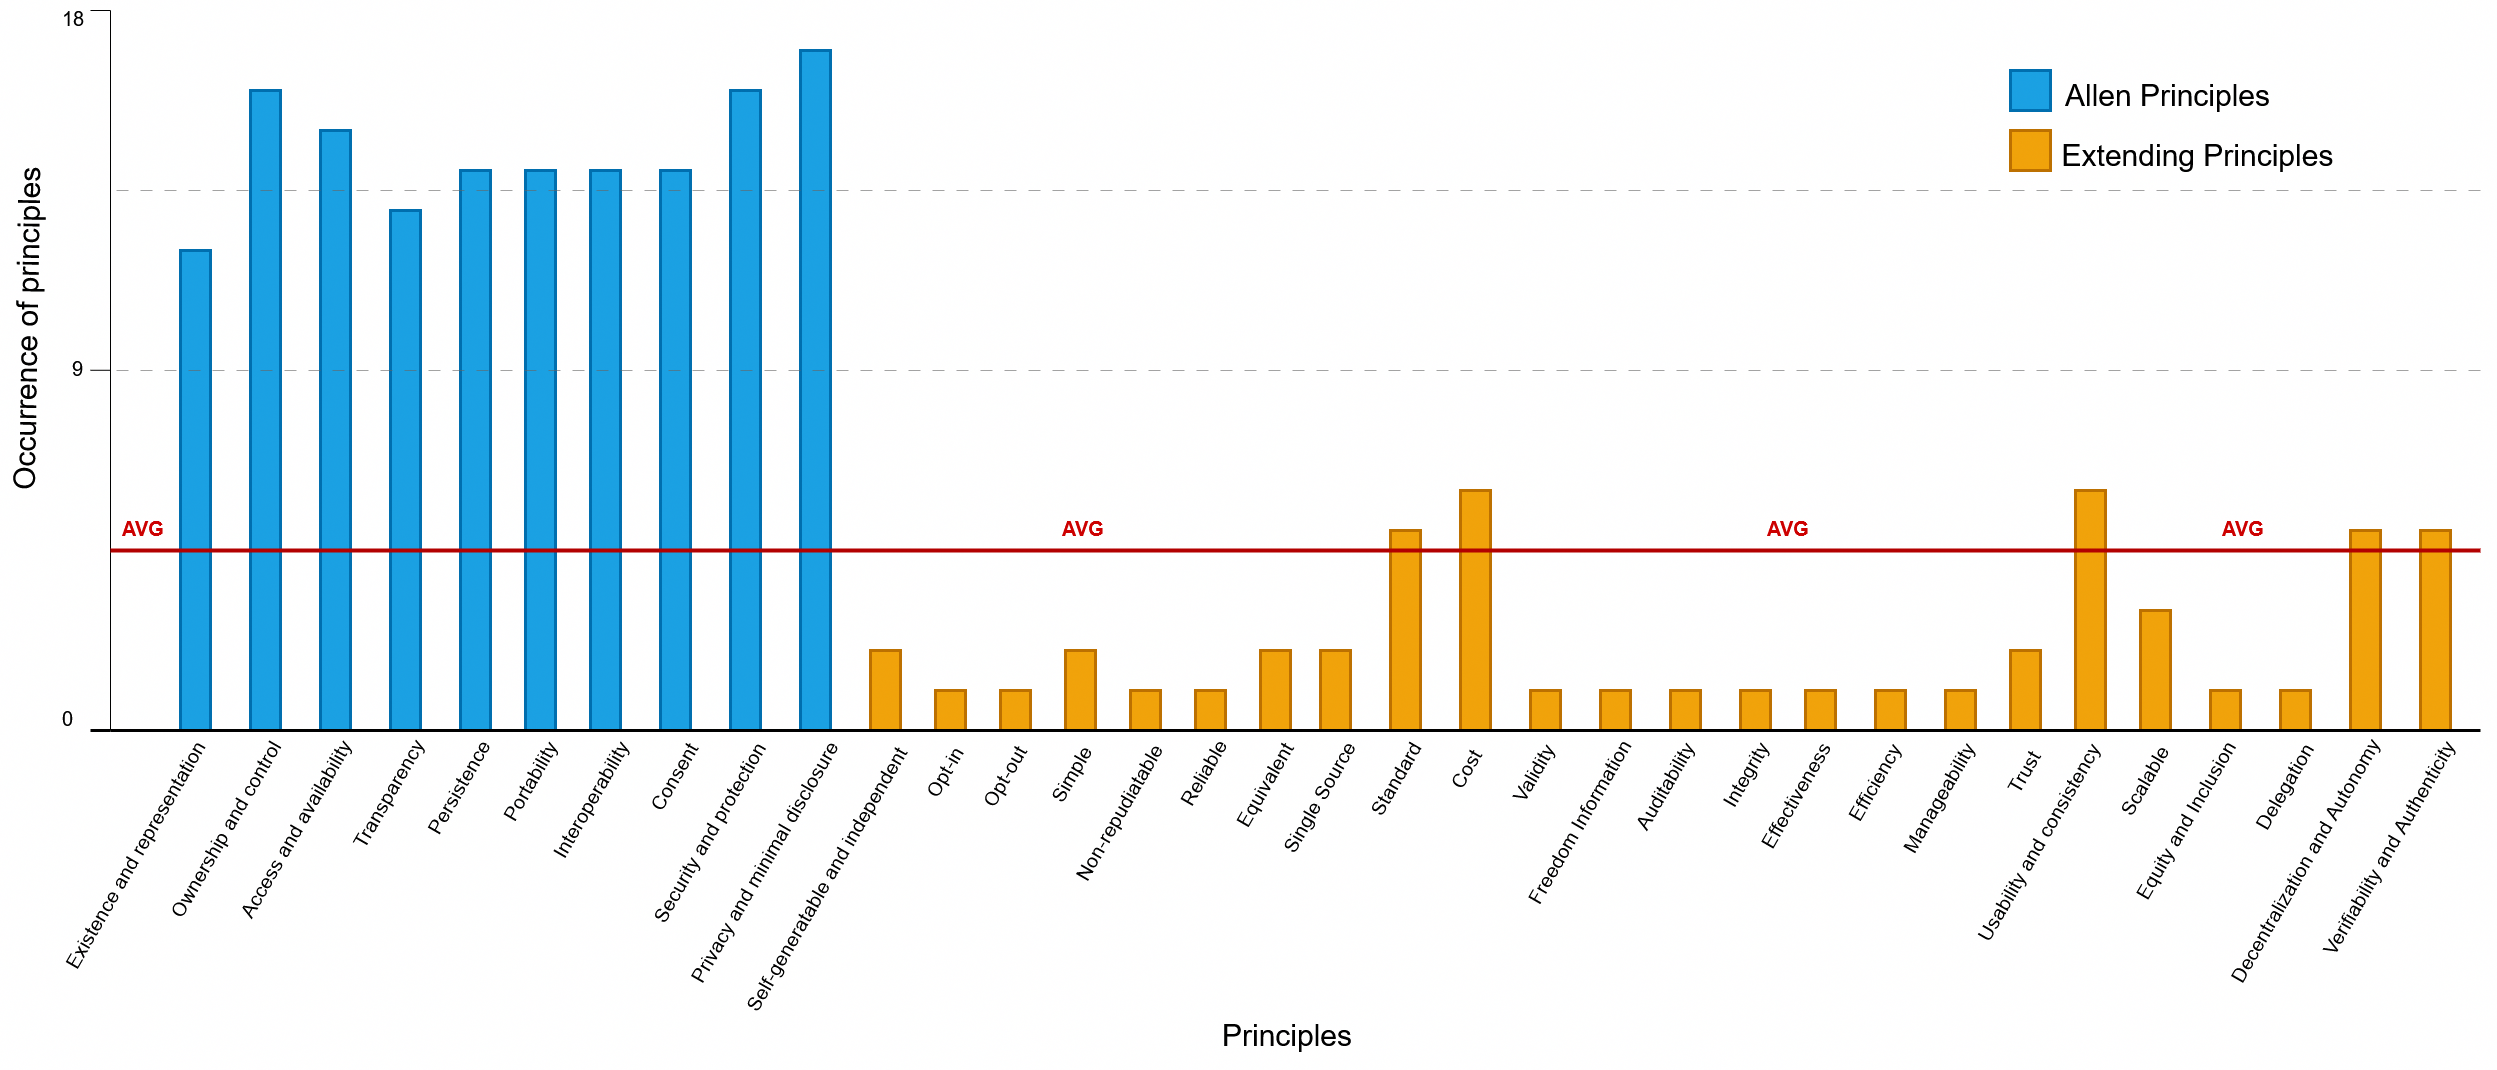 18
9
0
Occurrence of principles
Allen Principles
Extending Principles
AVG
AVG
AVG
AVG
Existence and representation
Ownership and control
Access and availability
Transparency
Persistence
Portability
Interoperability
Consent
Security and protection
Privacy and minimal disclosure
Self-generatable and independent
Opt-in
Opt-out
Simple
Non-repudiatable
Reliable
Equivalent
Single Source
Standard
Cost
Validity
Freedom Information
Auditability
Integrity
Effectiveness
Efficiency
Manageability
Trust
Usability and consistency
Scalable
Equity and Inclusion
Delegation
Decentralization and Autonomy
Verifiability and Authenticity
Principles